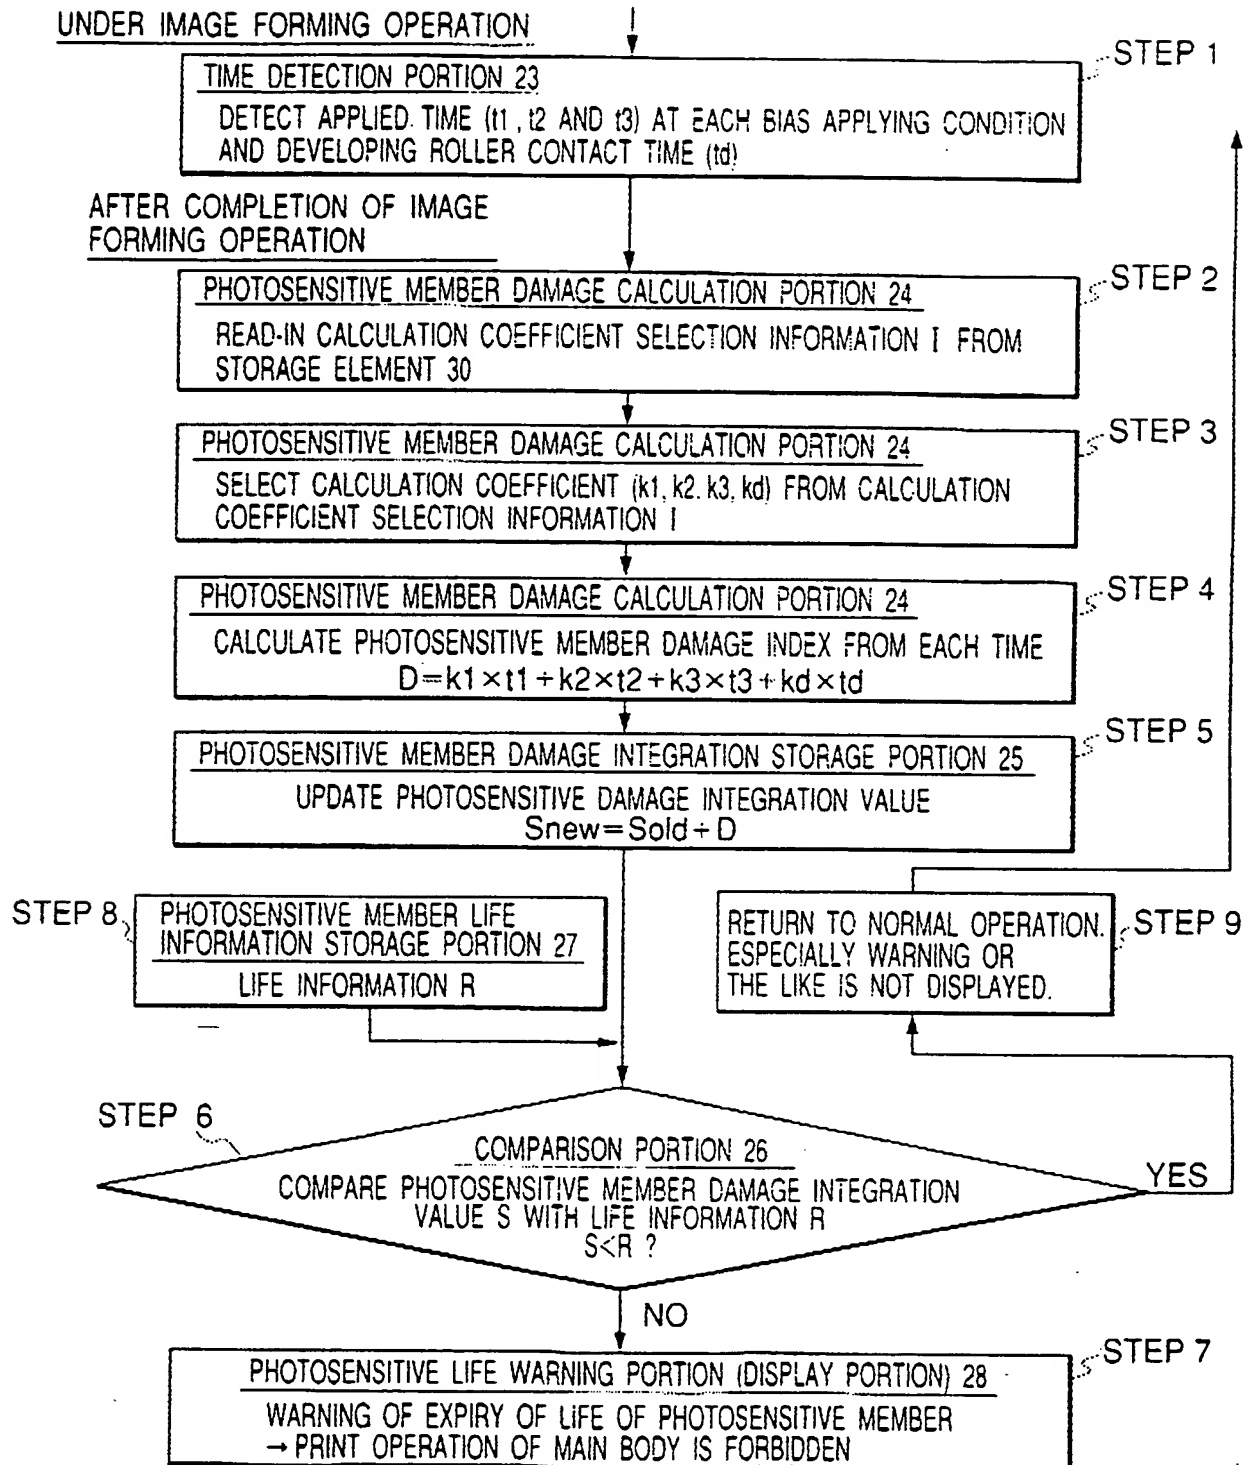 UNDER IMAGE FORMING OPERATION
STEP 1
TIME DETECTION PORTION 23
DETECT APPLIED TIME (t1, t2 AND t3) AT EACH BIAS APPLYING CONDITION
AND DEVELOPING ROLLER CONTACT TIME (td)
AFTER COMPLETION OF IMAGE
FORMING OPERATION
STEP 2
PHOTOSENSITIVE MEMBER DAMAGE CALCULATION PORTION 24
READ-IN CALCULATION COEFFICIENT SELECTION INFORMATION I FROM
STORAGE ELEMENT 30
STEP 3
PHOTOSENSITIVE MEMBER DAMAGE CALCULATION PORTION 24
SELECT CALCULATION COEFFICIENT (k1, k2, k3, kd) FROM CALCULATION
COEFFICIENT SELECTION INFORMATION I
STEP 4
PHOTOSENSITIVE MEMBER DAMAGE CALCULATION PORTION 24
CALCULATE PHOTOSENSITIVE MEMBER DAMAGE INDEX FROM EACH TIME
D=k1×t1+k2×t2+k3×t3+kd×td
STEP 5
PHOTOSENSITIVE MEMBER DAMAGE INTEGRATION STORAGE PORTION 25
UPDATE PHOTOSENSITIVE DAMAGE INTEGRATION VALUE
Snew=Sold+D
STEP 8
PHOTOSENSITIVE MEMBER LIFE
INFORMATION STORAGE PORTION 27
LIFE INFORMATION R
RETURN TO NORMAL OPERATION.
ESPECIALLY WARNING OR
THE LIKE IS NOT DISPLAYED.
STEP 9
STEP 6
COMPARISON PORTION 26
COMPARE PHOTOSENSITIVE MEMBER DAMAGE INTEGRATION
VALUE S WITH LIFE INFORMATION R
S<R ?
YES
NO
STEP 7
PHOTOSENSITIVE LIFE WARNING PORTION (DISPLAY PORTION) 28
WARNING OF EXPIRY OF LIFE OF PHOTOSENSITIVE MEMBER
→ PRINT OPERATION OF MAIN BODY IS FORBIDDEN